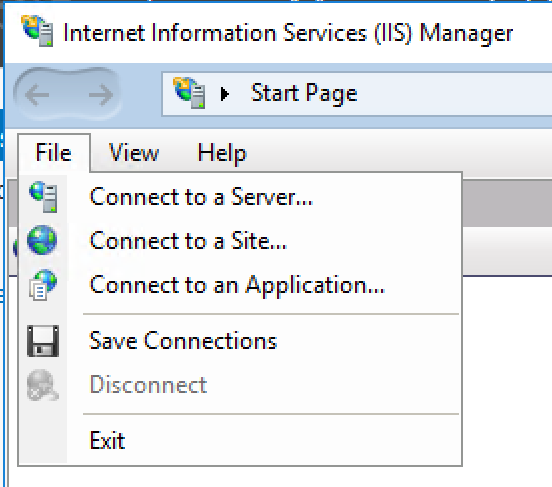 Internet Information Services (IIS) Manager
Start Page
File View Help
Connect to a Server...
Connect to a Site...
Connect to an Application...
Save Connections
Disconnect
Exit